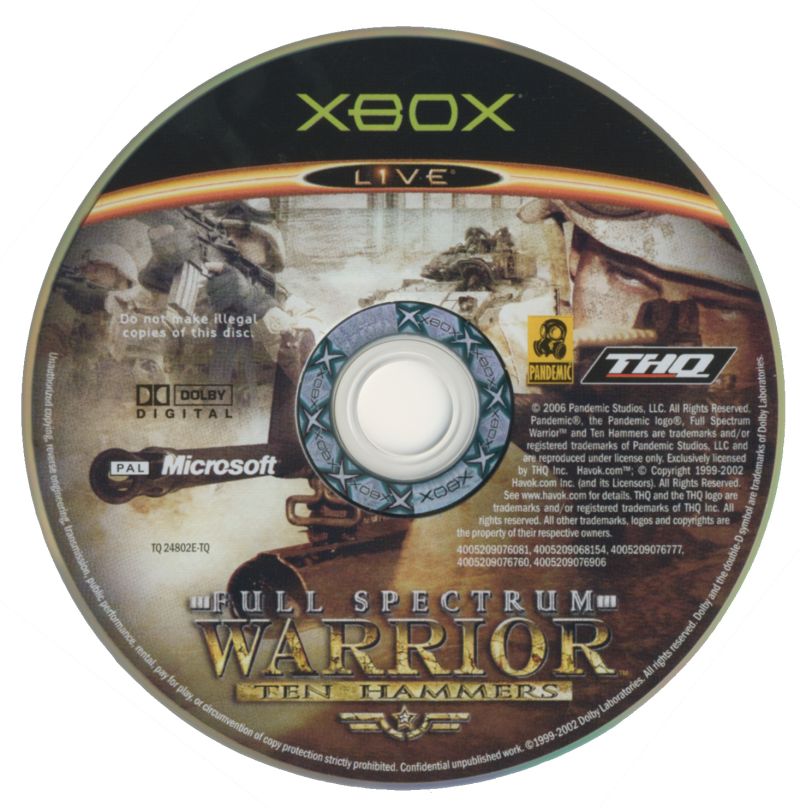 XBOX®
LIVE®
Do not make illegal
copies of this disc.
DOLBY
DIGITAL
PAL
Microsoft
TQ 24802E-TQ
XBOX XBOX XBOX XBOX XBOX XBOX
PANDEMIC
THQ
© 2006 Pandemic Studios, LLC. All Rights Reserved.
Pandemic®, the Pandemic logo®, Full Spectrum
Warrior™ and Ten Hammers are trademarks and/or
registered trademarks of Pandemic Studios, LLC and
are reproduced under license only. Exclusively licensed
by THQ Inc. Havok.com™; © Copyright 1999-2002
Havok.com Inc. (and its Licensors). All Rights Reserved.
See www.havok.com for details. THQ and the THQ logo are
trademarks and/or registered trademarks of THQ Inc. All
rights reserved. All other trademarks, logos and copyrights are
the property of their respective owners.
4005209076081, 4005209068154, 4005209076777,
4005209076760, 4005209076906
FULL SPECTRUM
WARRIOR™
TEN HAMMERS
Unauthorized copying, reverse engineering, transmission, public performance, rental, pay for play, or circumvention of copy protection strictly prohibited. Confidential unpublished work. ©1999-2002 Dolby Laboratories. All rights reserved. Dolby and the double-D symbol are trademarks of Dolby Laboratories.